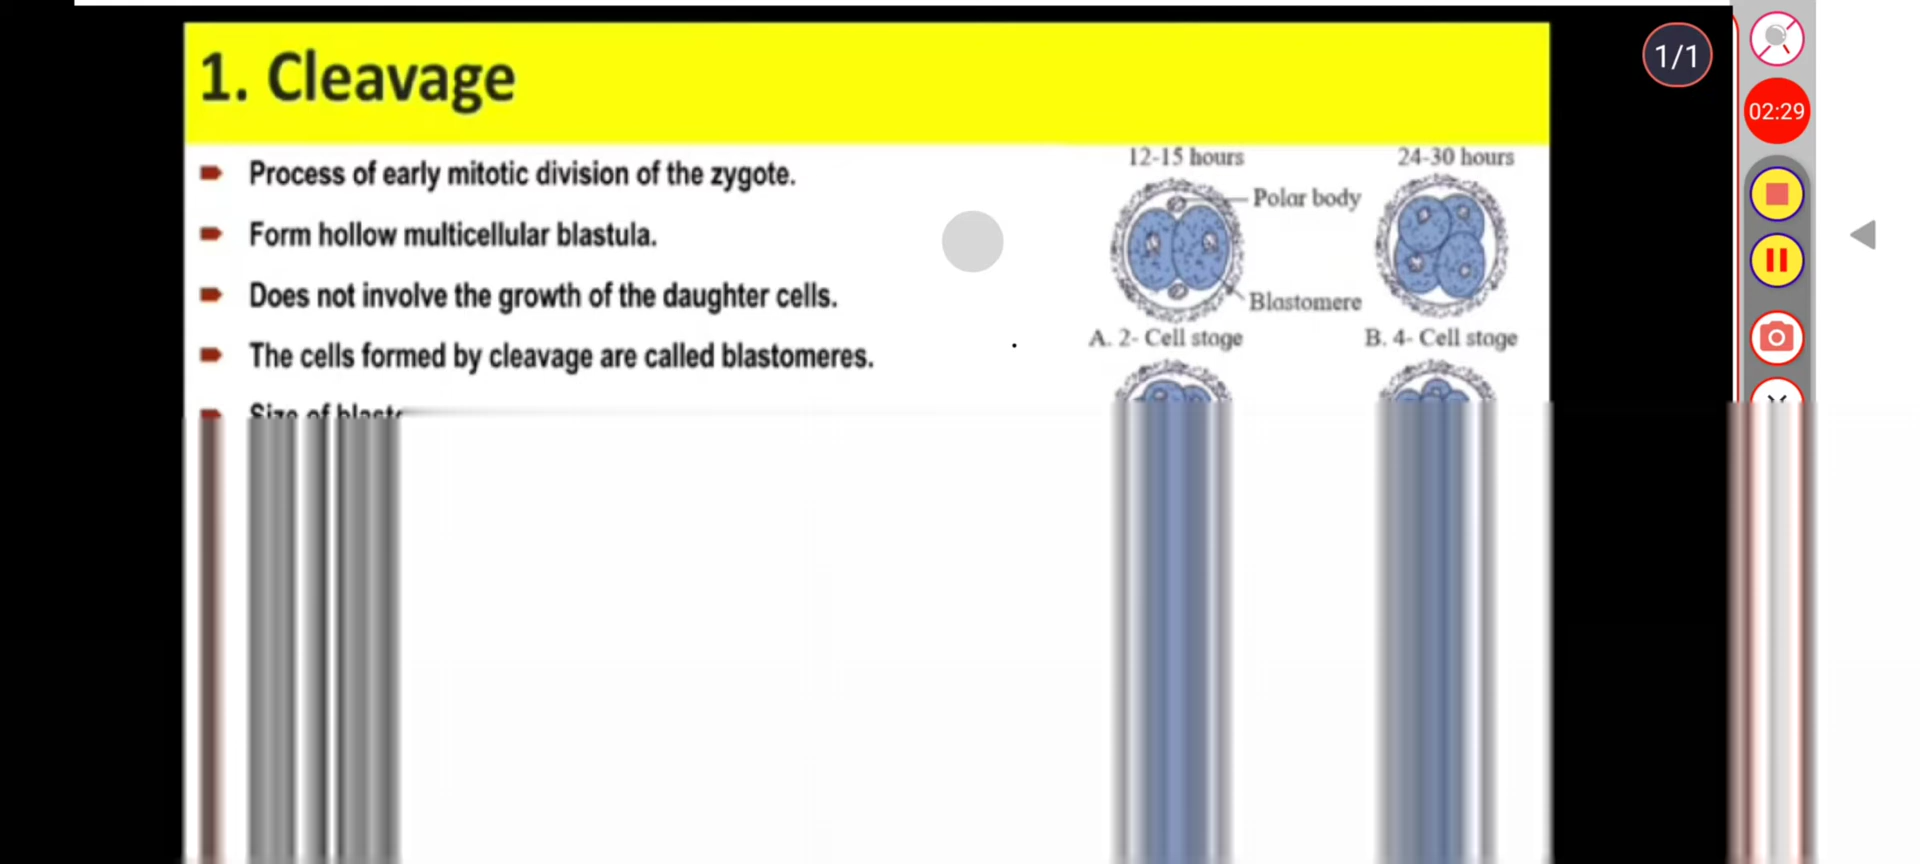 1. Cleavage
1/1
02:29
Process of early mitotic division of the zygote.
Form hollow multicellular blastula.
Does not involve the growth of the daughter cells.
The cells formed by cleavage are called blastomeres.
Size of
12-15 hours
24-30 hours
Polar body
Blastomere
A. 2- Cell stage
B. 4- Cell stage